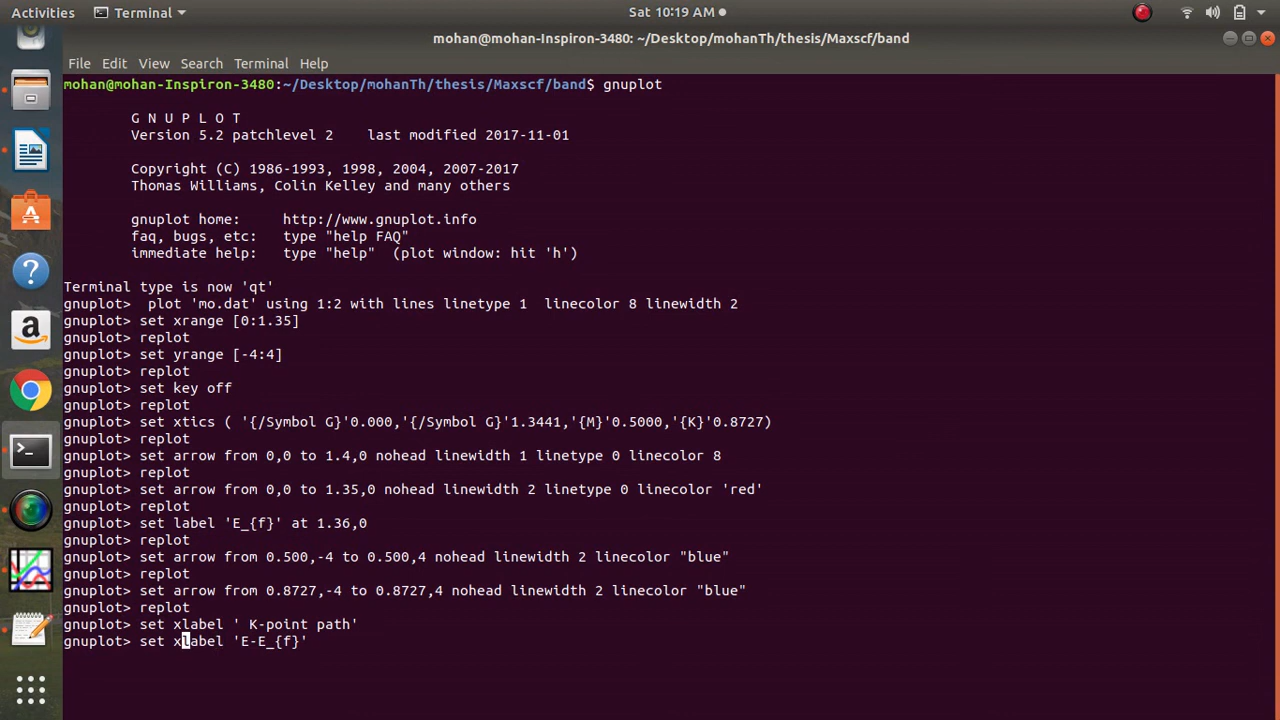 Activities
Terminal
Sat 10:19 AM
mohan@mohan-Inspiron-3480: ~/Desktop/mohanTh/thesis/Maxscf/band
File Edit View Search Terminal Help
mohan@mohan-Inspiron-3480:~/Desktop/mohanTh/thesis/Maxscf/band$ gnuplot
G N U P L O T
Version 5.2 patchlevel 2    last modified 2017-11-01
Copyright (C) 1986-1993, 1998, 2004, 2007-2017
Thomas Williams, Colin Kelley and many others
gnuplot home:     http://www.gnuplot.info
faq, bugs, etc:   type "help FAQ"
immediate help:   type "help"  (plot window: hit 'h')
Terminal type is now 'qt'
gnuplot>  plot 'mo.dat' using 1:2 with lines linetype 1  linecolor 8 linewidth 2
gnuplot> set xrange [0:1.35]
gnuplot> replot
gnuplot> set yrange [-4:4]
gnuplot> replot
gnuplot> set key off
gnuplot> replot
gnuplot> set xtics ( '{/Symbol G}'0.000,'{/Symbol G}'1.3441,'{M}'0.5000,'{K}'0.8727)
gnuplot> replot
gnuplot> set arrow from 0,0 to 1.4,0 nohead linewidth 1 linetype 0 linecolor 8
gnuplot> replot
gnuplot> set arrow from 0,0 to 1.35,0 nohead linewidth 2 linetype 0 linecolor 'red'
gnuplot> replot
gnuplot> set label 'E_{f}' at 1.36,0
gnuplot> replot
gnuplot> set arrow from 0.500,-4 to 0.500,4 nohead linewidth 2 linecolor "blue"
gnuplot> replot
gnuplot> set arrow from 0.8727,-4 to 0.8727,4 nohead linewidth 2 linecolor "blue"
gnuplot> replot
gnuplot> set xlabel ' K-point path'
gnuplot> set xlabel 'E-E_{f}'